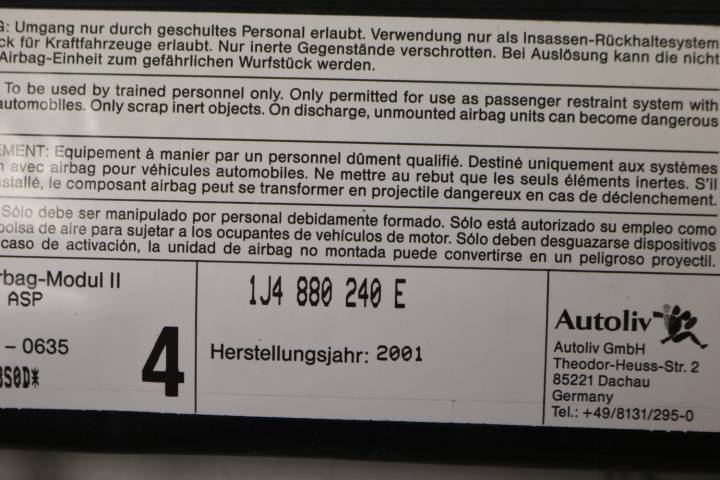 G: Umgang nur durch geschultes Personal erlaubt. Verwendung nur als Insassen-Rückhaltesystem
ck für Kraftfahrzeuge erlaubt. Nur inerte Gegenstände verschrotten. Bei Auslösung kann die nicht
Airbag-Einheit zum gefährlichen Wurfstück werden.
To be used by trained personnel only. Only permitted for use as passenger restraint system with
automobiles. Only scrap inert objects. On discharge, unmounted airbag units can become dangerous
EMENT: Equipement à manier par un personnel dûment qualifié. Destiné uniquement aux systèmes
n avec airbag pour véhicules automobiles. Ne mettre au rebut que les seuls éléments inertes. S'il
stallé, le composant airbag peut se transformer en projectile dangereux en cas de déclenchement.
Sólo debe ser manipulado por personal debidamente formado. Sólo está autorizado su empleo como
bolsa de aire para sujetar a los ocupantes de vehículos de motor. Sólo deben desguazarse dispositivos
caso de activación, la unidad de airbag no montada puede convertirse en un peligroso proyectil.
rbag-Modul II
ASP
- 0635
BS0D*
4
1J4 880 240 E
Herstellungsjahr: 2001
Autoliv
Autoliv GmbH
Theodor-Heuss-Str. 2
85221 Dachau
Germany
Tel.: +49/8131/295-0